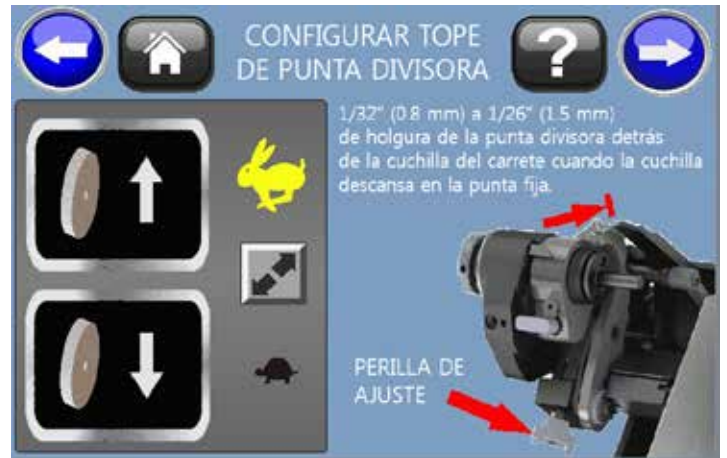 CONFIGURAR TOPE
DE PUNTA DIVISORA
?
1/32" (0.8 mm) a 1/26" (1.5 mm)
de holgura de la punta divisora detrás
de la cuchilla del carrete cuando la cuchilla
descansa en la punta fija.
PERILLA DE
AJUSTE